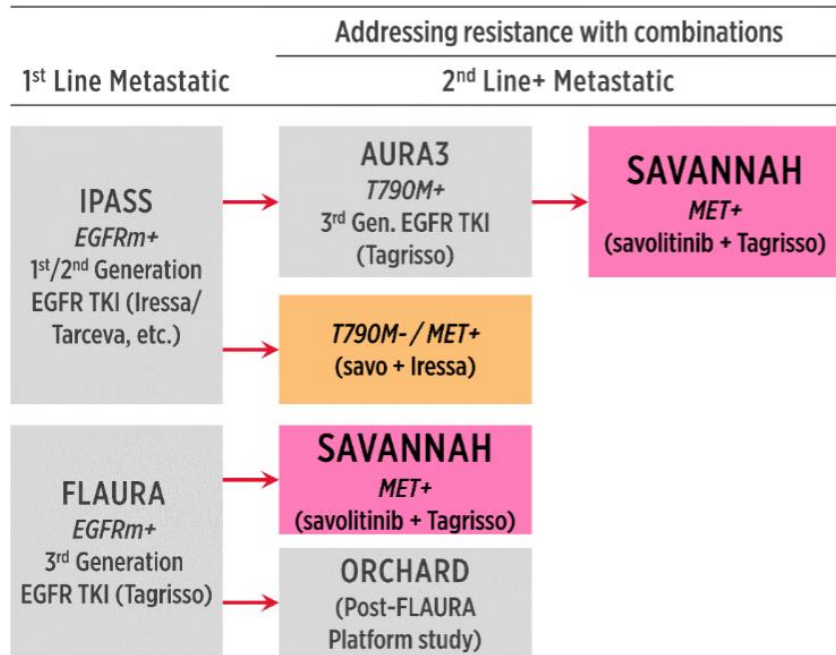 Addressing resistance with combinations
1st Line Metastatic
2nd Line+ Metastatic
IPASS
EGFRm+
1st/2nd Generation
EGFR TKI (Iressa/
Tarceva, etc.)
AURA3
T790M+
3rd Gen. EGFR TKI
(Tagrisso)
SAVANNAH
MET+
(savolitinib + Tagrisso)
T790M- / MET+
(savo + Iressa)
FLAURA
EGFRm+
3rd Generation
EGFR TKI (Tagrisso)
SAVANNAH
MET+
(savolitinib + Tagrisso)
ORCHARD
(Post-FLAURA
Platform study)